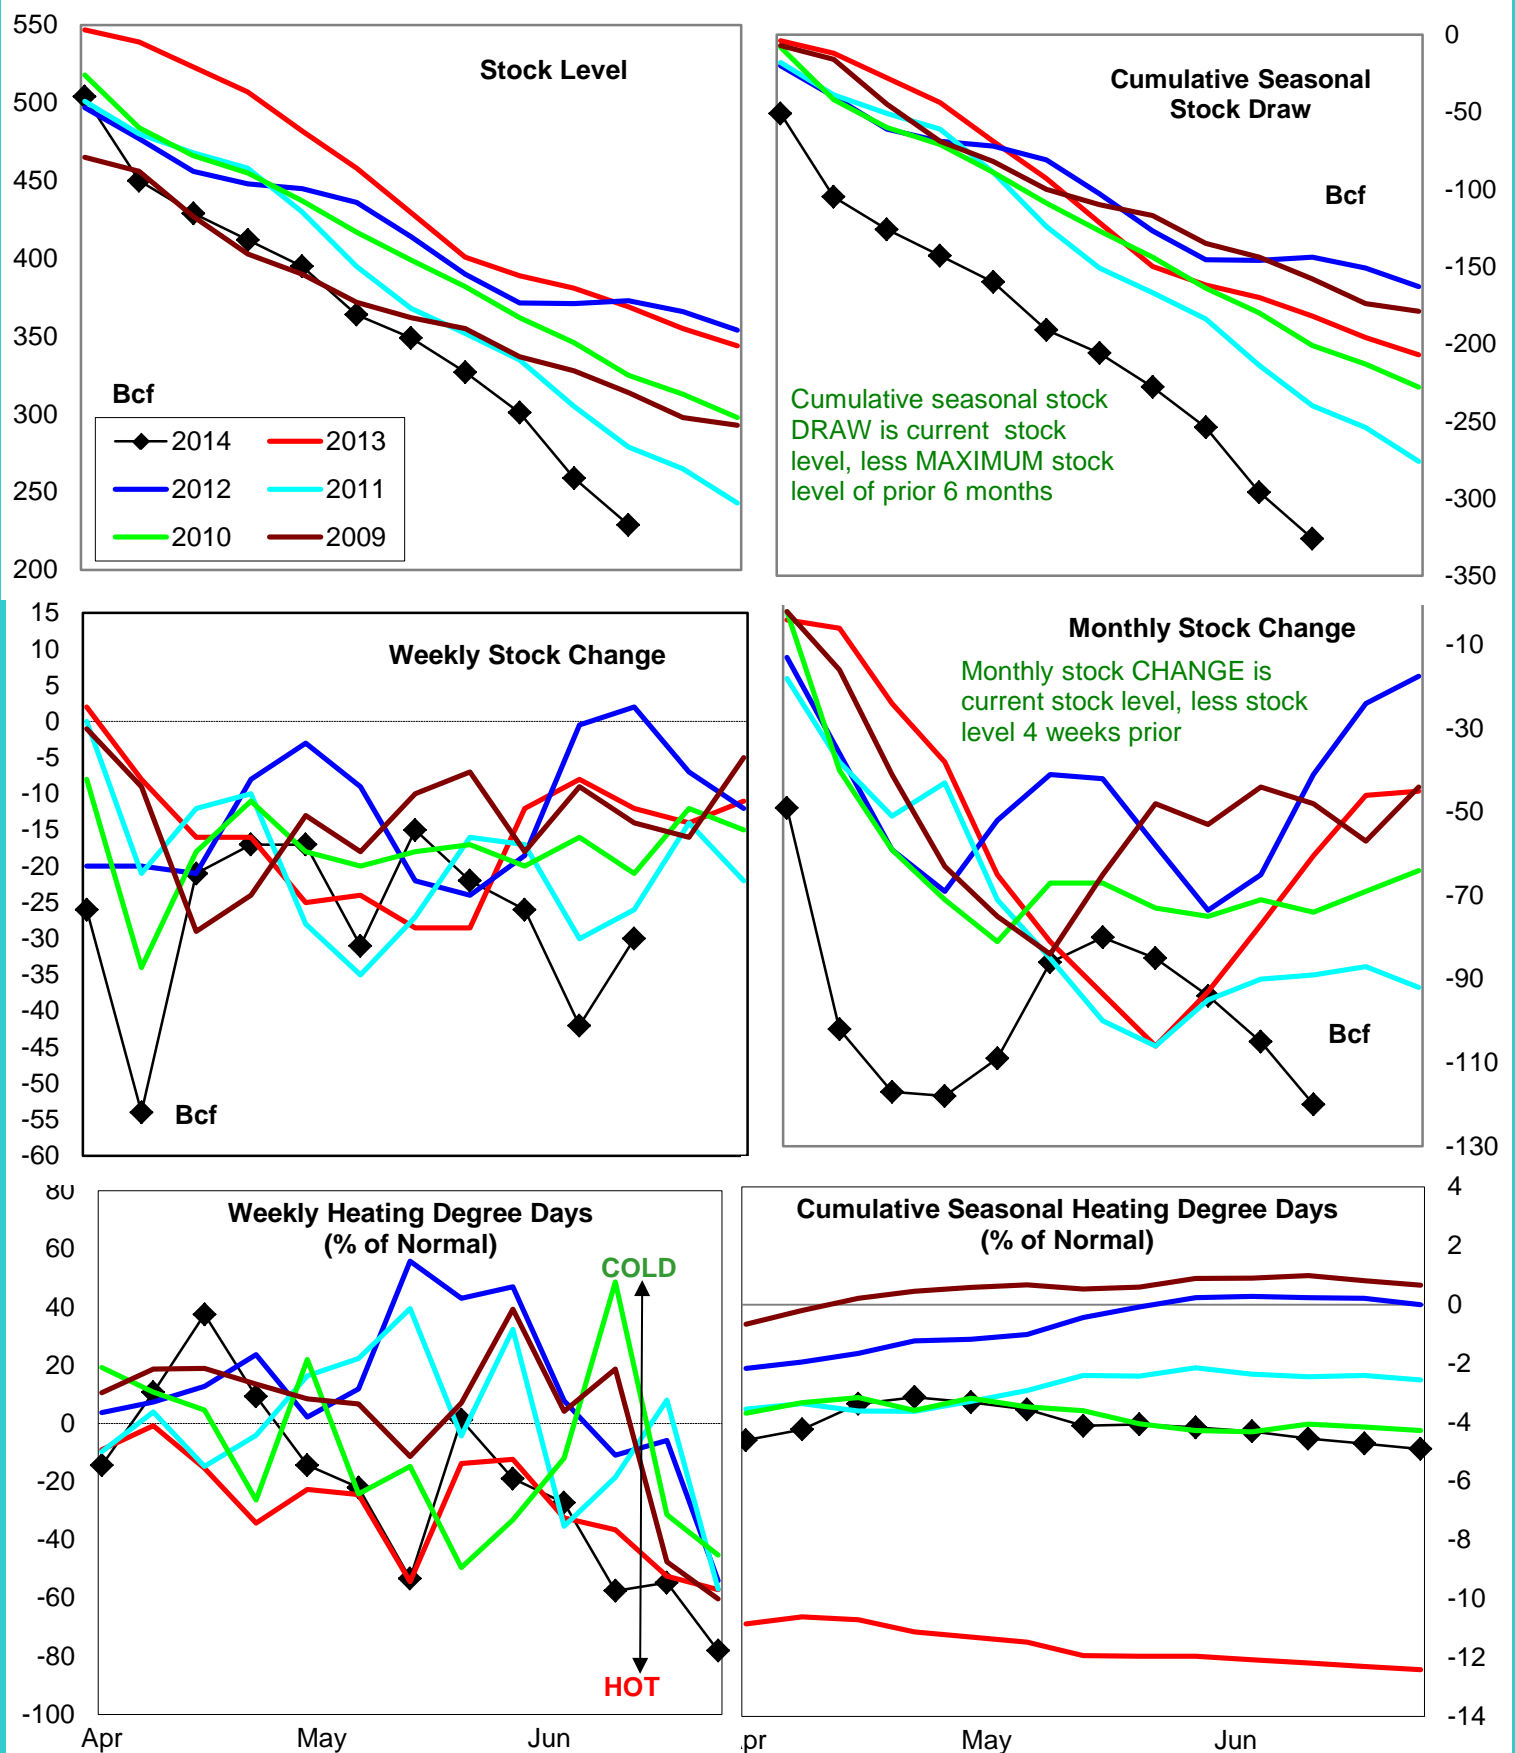 550
500
450
400
350
300
250
200
Stock Level
Bcf
2014
2013
2012
2011
2010
2009
0
-50
-100
-150
-200
-250
-300
-350
Cumulative Seasonal
Stock Draw
Bcf
Cumulative seasonal stock
DRAW is current stock
level, less MAXIMUM stock
level of prior 6 months
15
10
5
0
-5
-10
-15
-20
-25
-30
-35
-40
-45
-50
-55
-60
Weekly Stock Change
Bcf
-10
-30
-50
-70
-90
-110
-130
Monthly Stock Change
Monthly stock CHANGE is
current stock level, less stock
level 4 weeks prior
Bcf
80
60
40
20
0
-20
-40
-60
-80
-100
Weekly Heating Degree Days
(% of Normal)
COLD
HOT
Apr
May
Jun
4
2
0
-2
-4
-6
-8
-10
-12
-14
Cumulative Seasonal Heating Degree Days
(% of Normal)
pr
May
Jun